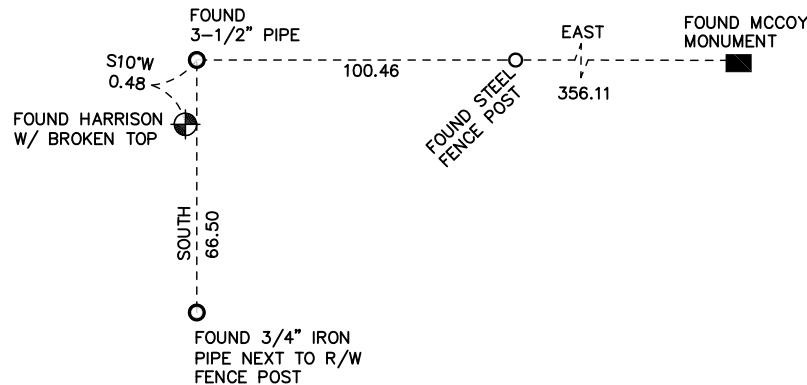 FOUND
3-1/2" PIPE
S10°W
0.48
100.46
EAST
356.11
FOUND MCCOY
MONUMENT
FOUND STEEL
FENCE POST
FOUND HARRISON
W/ BROKEN TOP
SOUTH
66.50
FOUND 3/4" IRON
PIPE NEXT TO R/W
FENCE POST